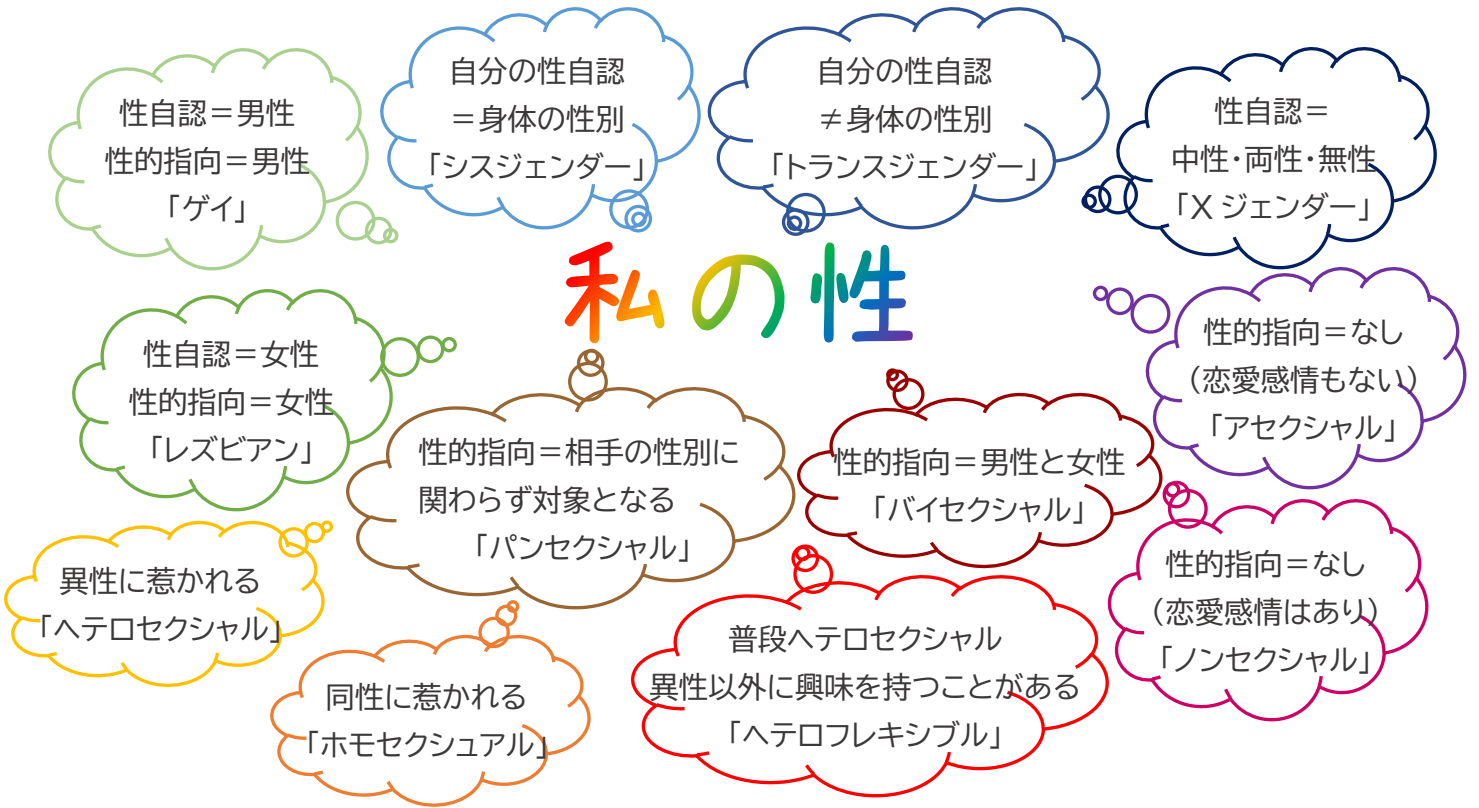 性自認＝男性
性的指向＝男性
「ゲイ」
自分の性自認
＝身体の性別
「シスジェンダー」
自分の性自認
≠身体の性別
「トランスジェンダー」
性自認＝
中性・両性・無性
「X ジェンダー」
私の性
性自認＝女性
性的指向＝女性
「レズビアン」
性的指向＝相手の性別に
関わらず対象となる
「パンセクシャル」
性的指向＝男性と女性
「バイセクシャル」
性的指向＝なし
（恋愛感情もない）
「アセクシャル」
異性に惹かれる
「ヘテロセクシャル」
同性に惹かれる
「ホモセクシュアル」
普段ヘテロセクシャル
異性以外に興味を持つことがある
「ヘテロフレキシブル」
性的指向＝なし
（恋愛感情はあり）
「ノンセクシャル」